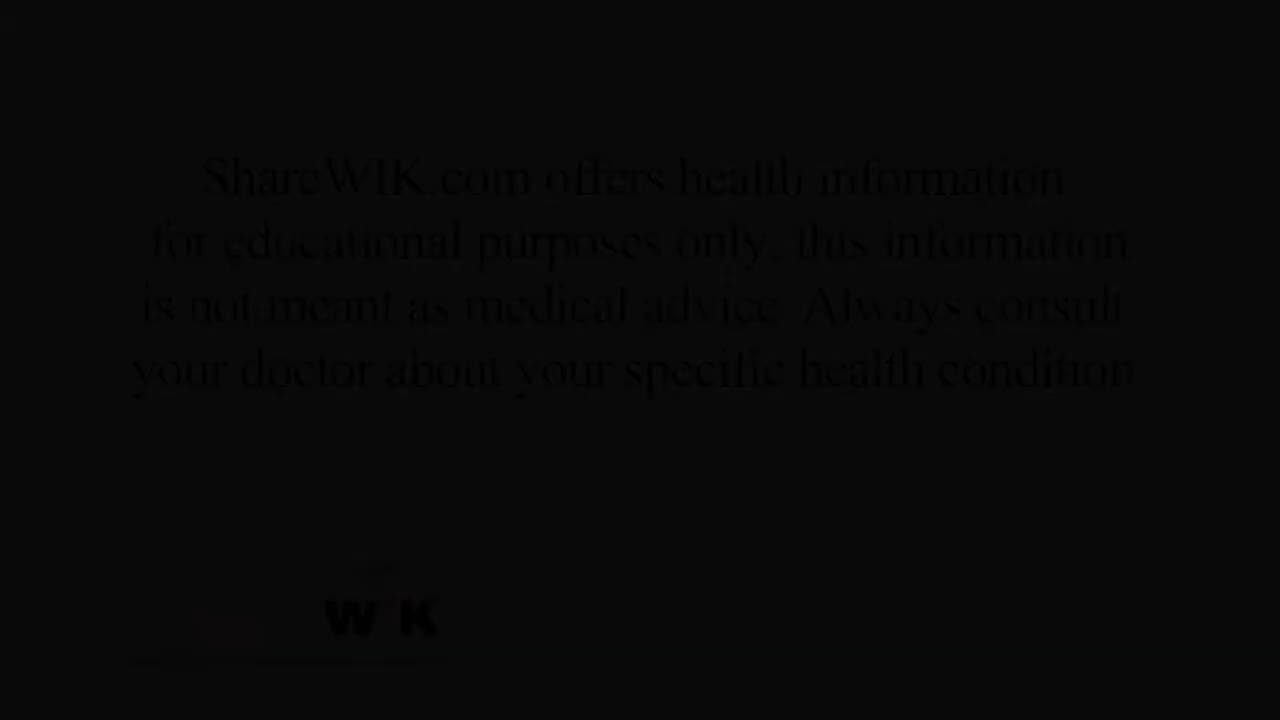 ShareWIK.com offers health information
for educational purposes only, this information
is not meant as medical advice. Always consult
your doctor about your specific health condition
W K